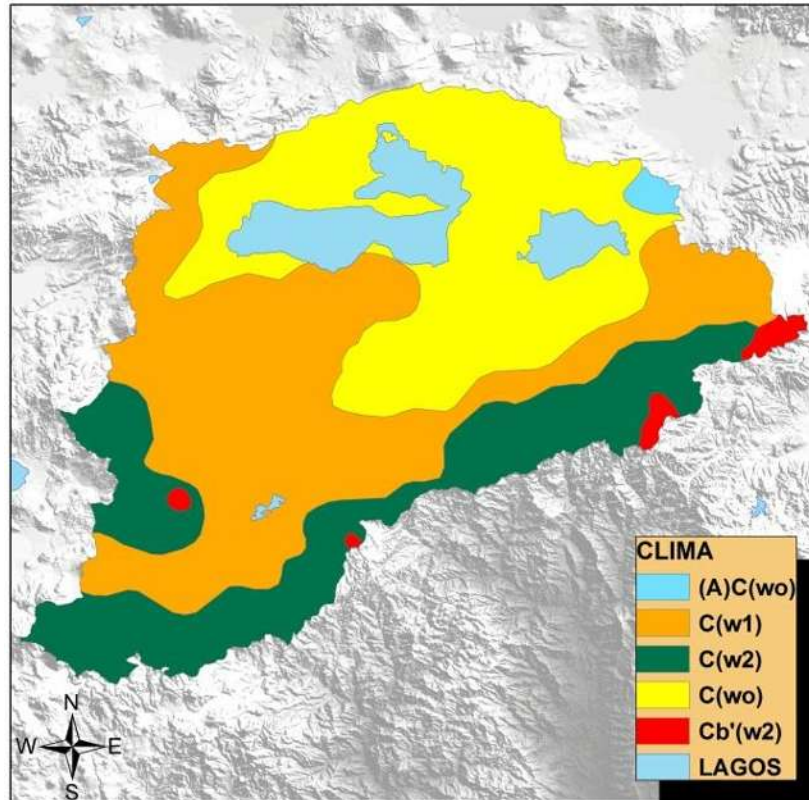 CLIMA
(A)C(wo)
C(w1)
C(w2)
C(wo)
Cb'(w2)
LAGOS
N
W E
S